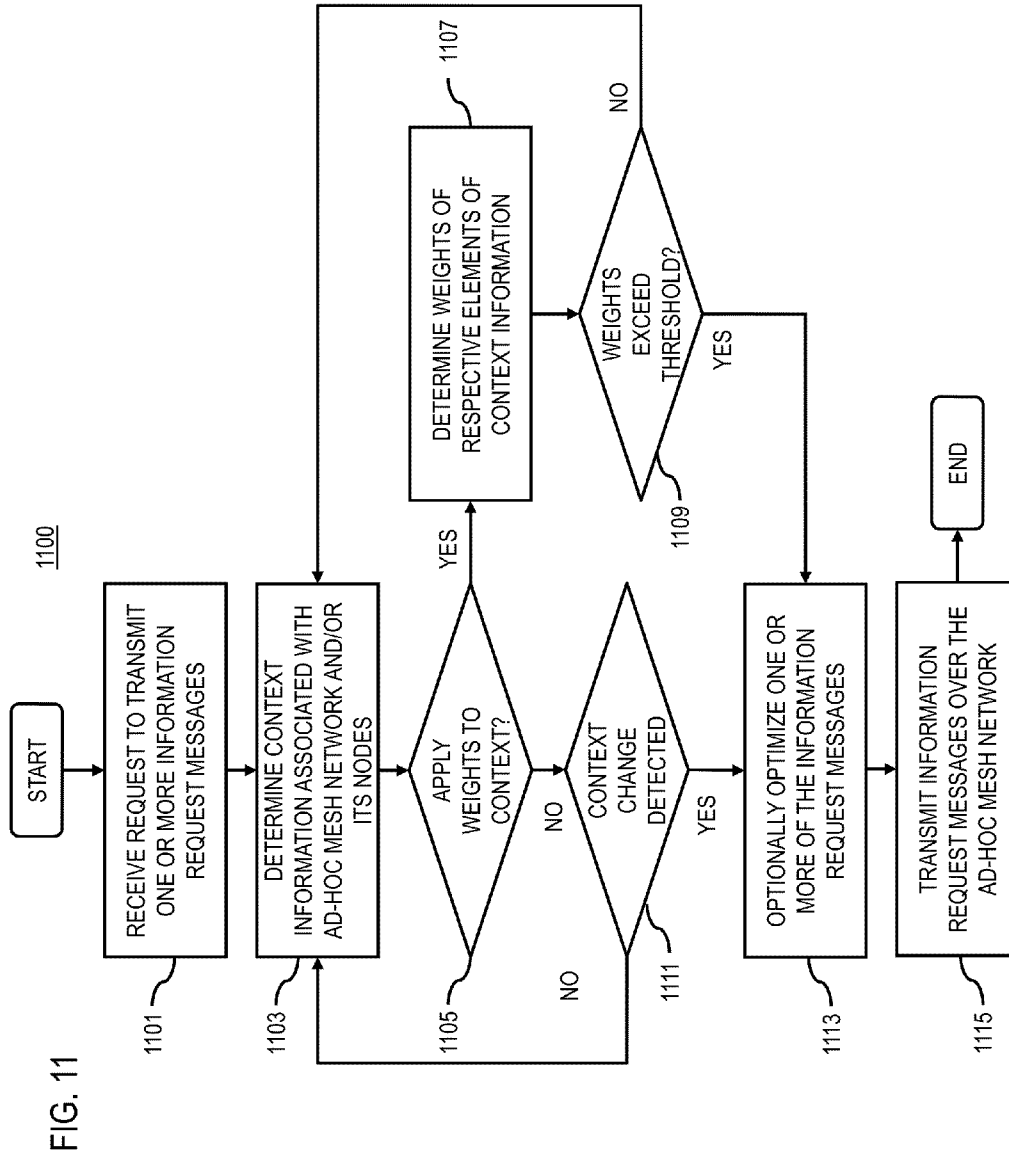 FIG. 11
1100
START
RECEIVE REQUEST TO TRANSMIT
ONE OR MORE INFORMATION
REQUEST MESSAGES
1101
DETERMINE CONTEXT
INFORMATION ASSOCIATED WITH
AD-HOC MESH NETWORK AND/OR
ITS NODES
1103
APPLY
WEIGHTS TO
CONTEXT?
1105
YES
NO
DETERMINE WEIGHTS OF
RESPECTIVE ELEMENTS OF
CONTEXT INFORMATION
1107
WEIGHTS
EXCEED
THRESHOLD?
1109
NO
YES
CONTEXT
CHANGE
DETECTED
1111
NO
YES
OPTIONALLY OPTIMIZE ONE OR
MORE OF THE INFORMATION
REQUEST MESSAGES
1113
TRANSMIT INFORMATION
REQUEST MESSAGES OVER THE
AD-HOC MESH NETWORK
1115
END